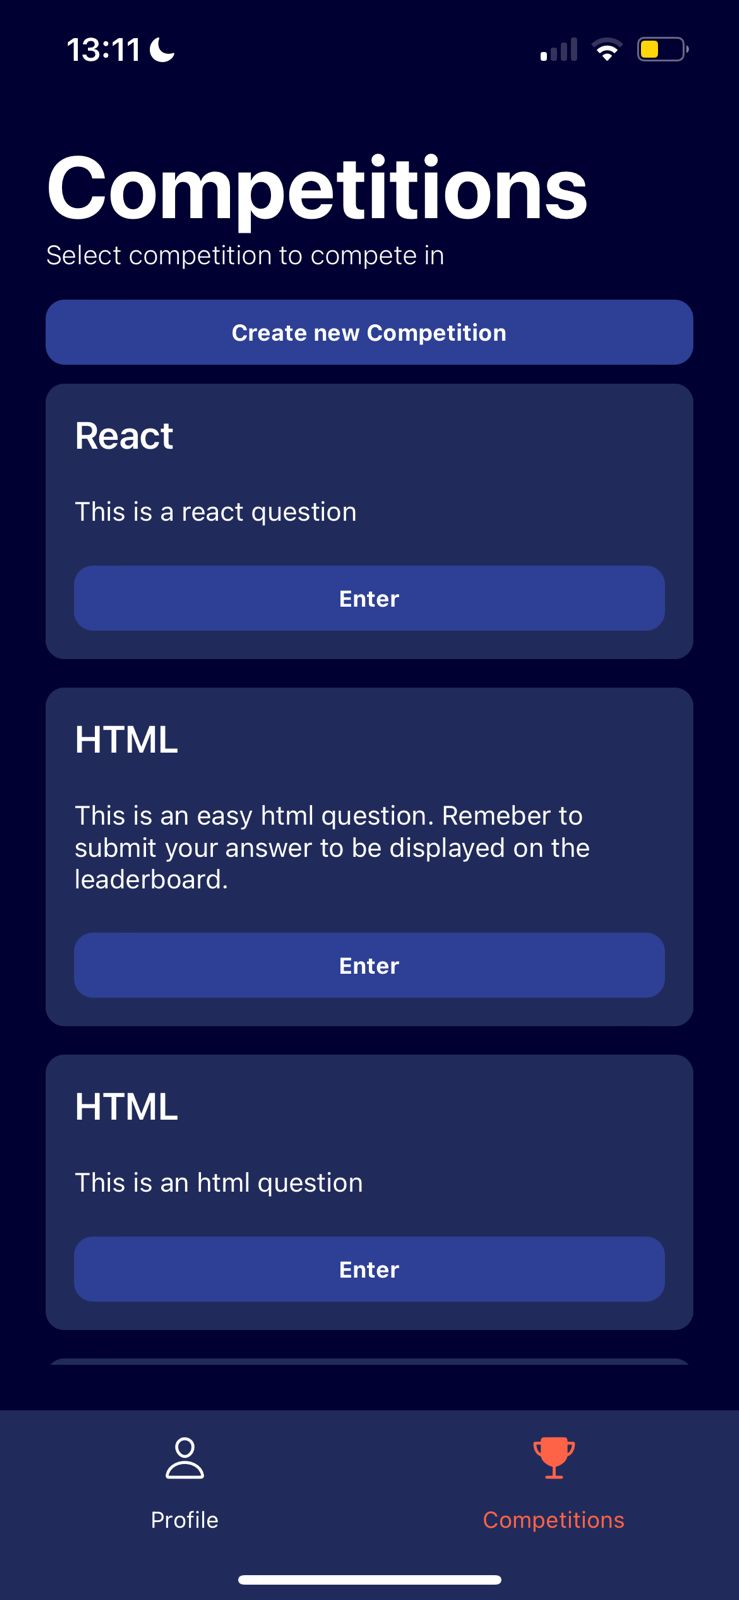 13:11
Competitions
Select competition to compete in
Create new Competition
React
This is a react question
Enter
HTML
This is an easy html question. Remeber to
submit your answer to be displayed on the
leaderboard.
Enter
HTML
This is an html question
Enter
Profile
Competitions